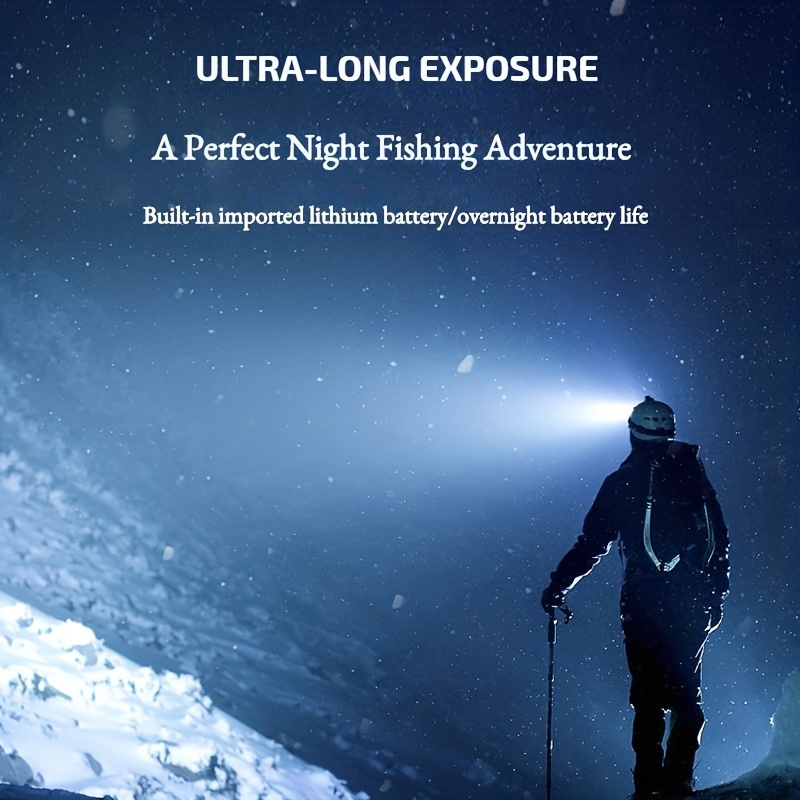 ULTRA-LONG EXPOSURE
A Perfect Night Fishing Adventure
Built-in imported lithium battery/overnight battery life